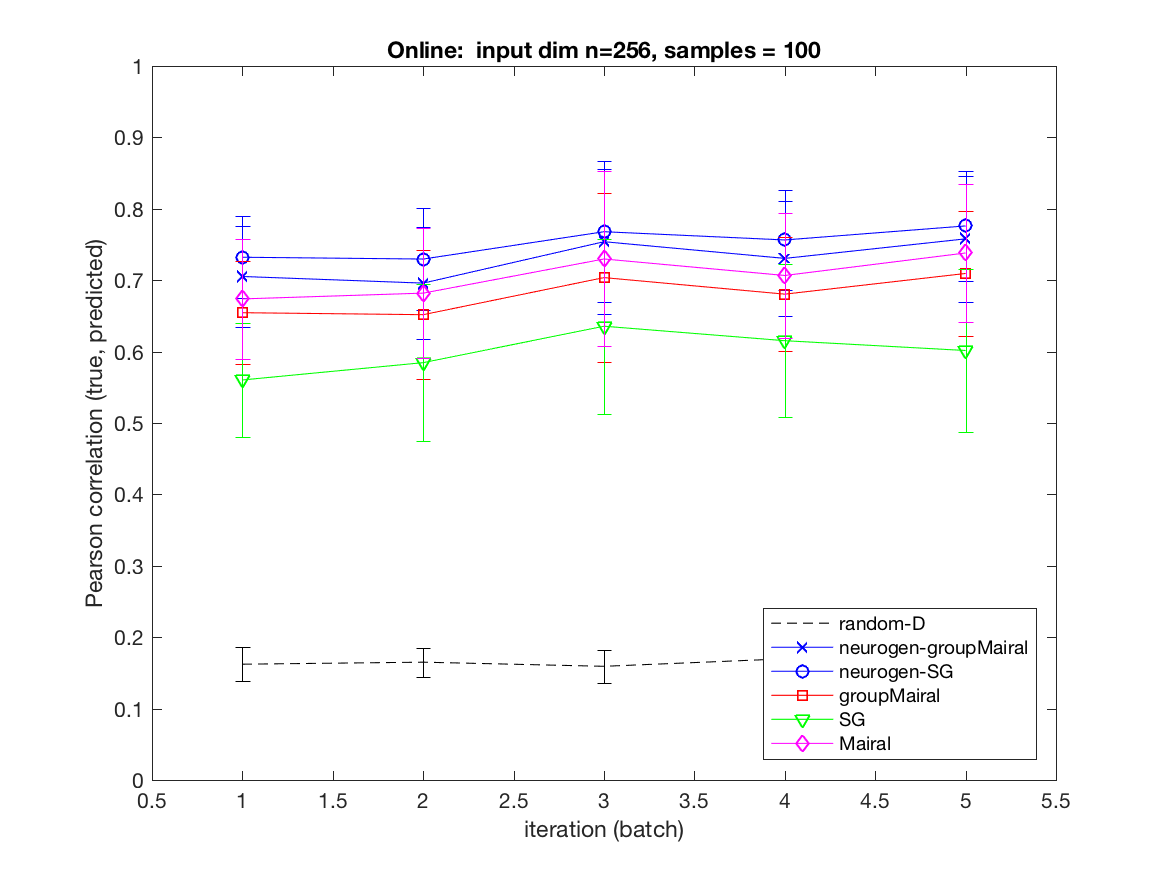 Online: input dim n=256, samples = 100
Pearson correlation (true, predicted)
1
0.9
0.8
0.7
0.6
0.5
0.4
0.3
0.2
0.1
0
random-D
neurogen-groupMairal
neurogen-SG
groupMairal
SG
Mairal
0.5 1 1.5 2 2.5 3 3.5 4 4.5 5 5.5
iteration (batch)